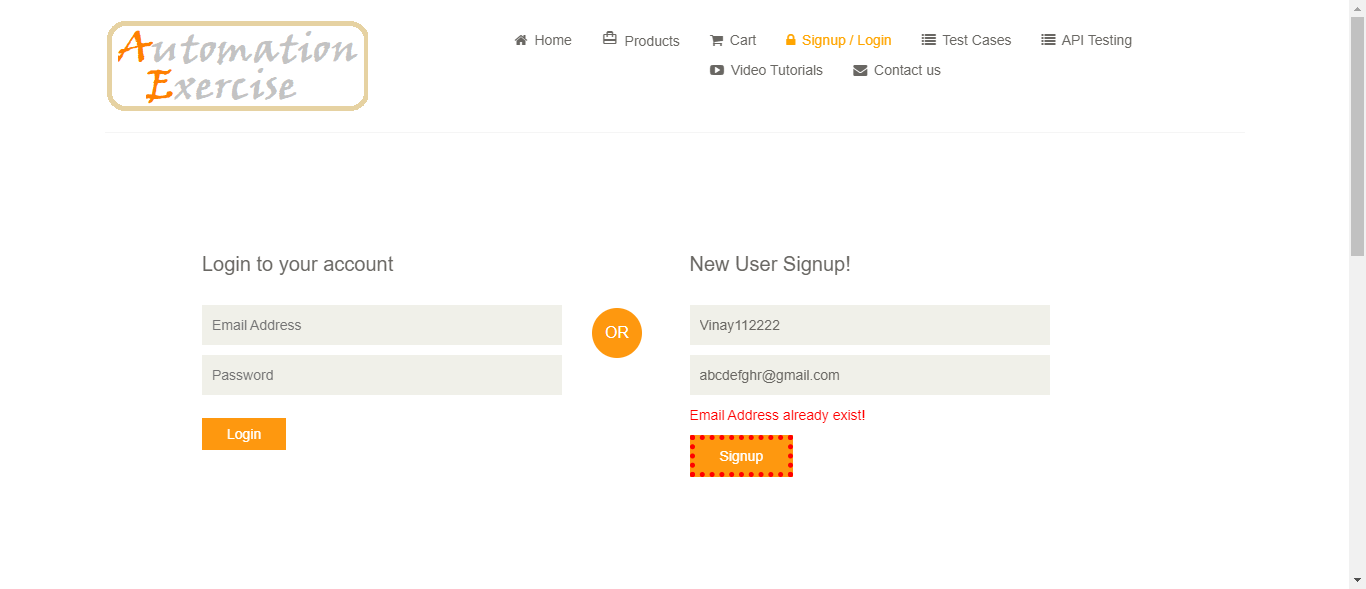 Automation
Exercise
Home
Products
Cart
Signup / Login
Test Cases
API Testing
Video Tutorials
Contact us
Login to your account
Email Address
Password
Login
OR
New User Signup!
Vinay112222
abcdefghr@gmail.com
Email Address already exist!
Signup